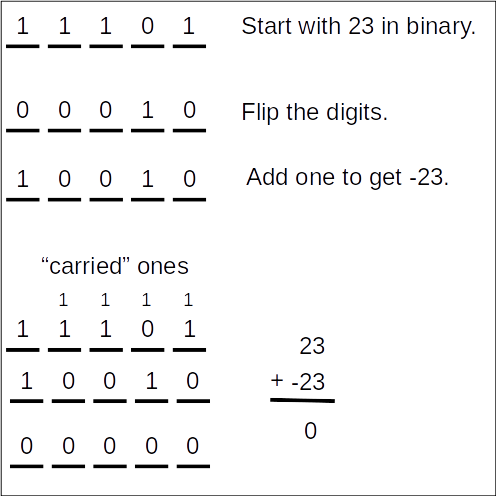 1 1 1 0 1 Start with 23 in binary.
0 0 0 1 0 Flip the digits.
1 0 0 1 0 Add one to get -23.
“carried” ones
1 1 1 1
1 1 1 0 1
1 0 0 1 0
0 0 0 0 0
23
+ -23
0